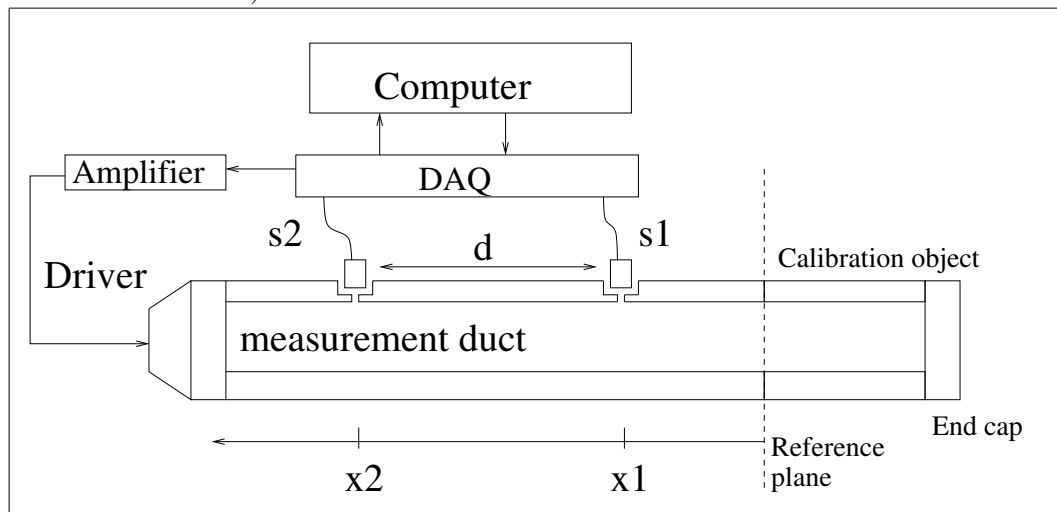 )
Computer
Amplifier
DAQ
s2
s1
d
Driver
Calibration object
measurement duct
End cap
x2
x1
Reference
plane